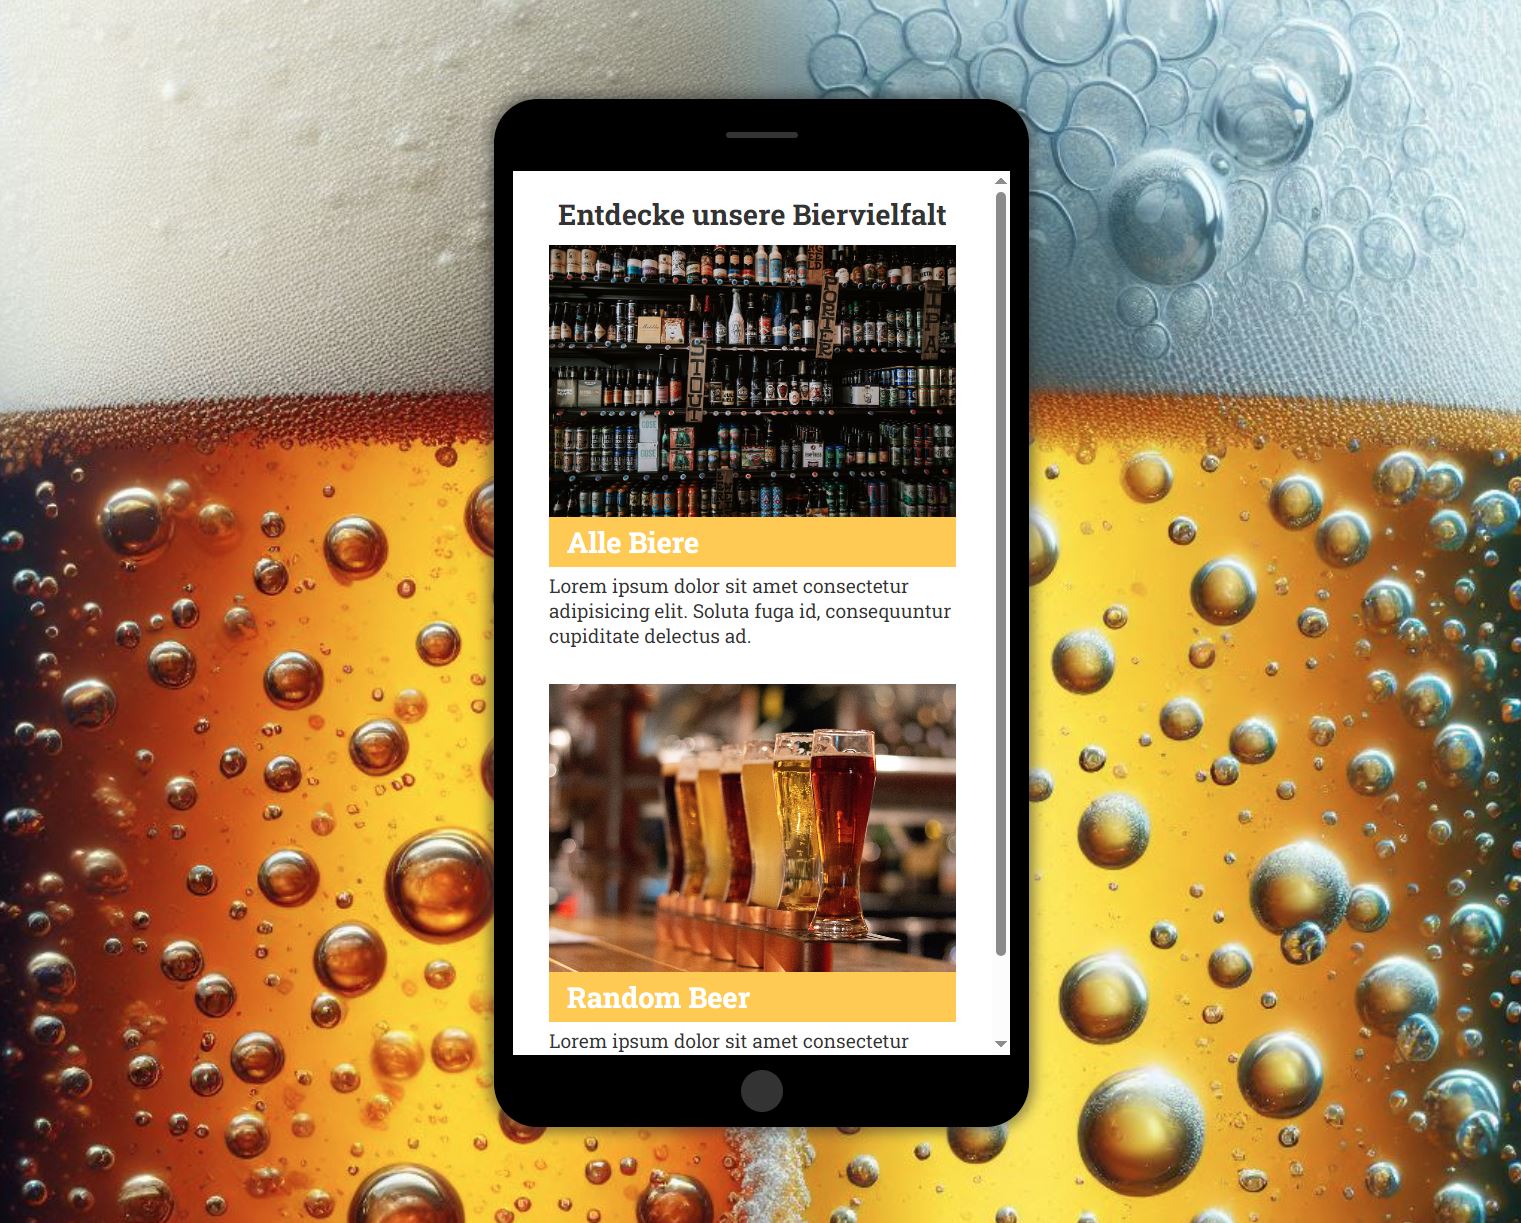 Entdecke unsere Biervielfalt
PORTER
IPA
STOUT
GOSE
GOSE
Alle Biere
Lorem ipsum dolor sit amet consectetur
adipisicing elit. Soluta fuga id, consequuntur
cupiditate delectus ad.
Random Beer
Lorem ipsum dolor sit amet consectetur